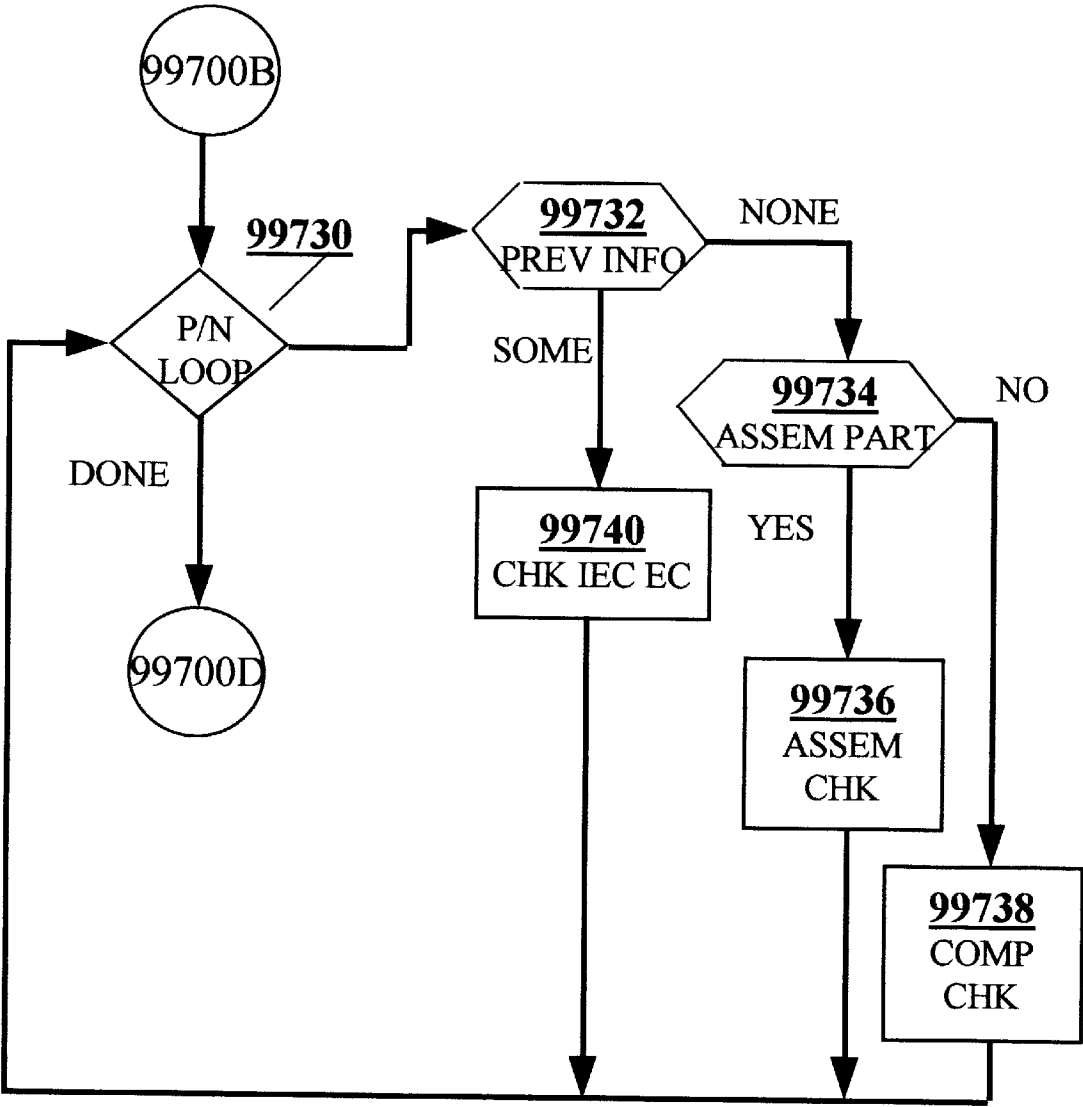 99700B
99730
P/N
LOOP
DONE
99700D
99732
PREV INFO
NONE
SOME
99740
CHK IEC EC
99734
ASSEM PART
NO
YES
99736
ASSEM
CHK
99738
COMP
CHK